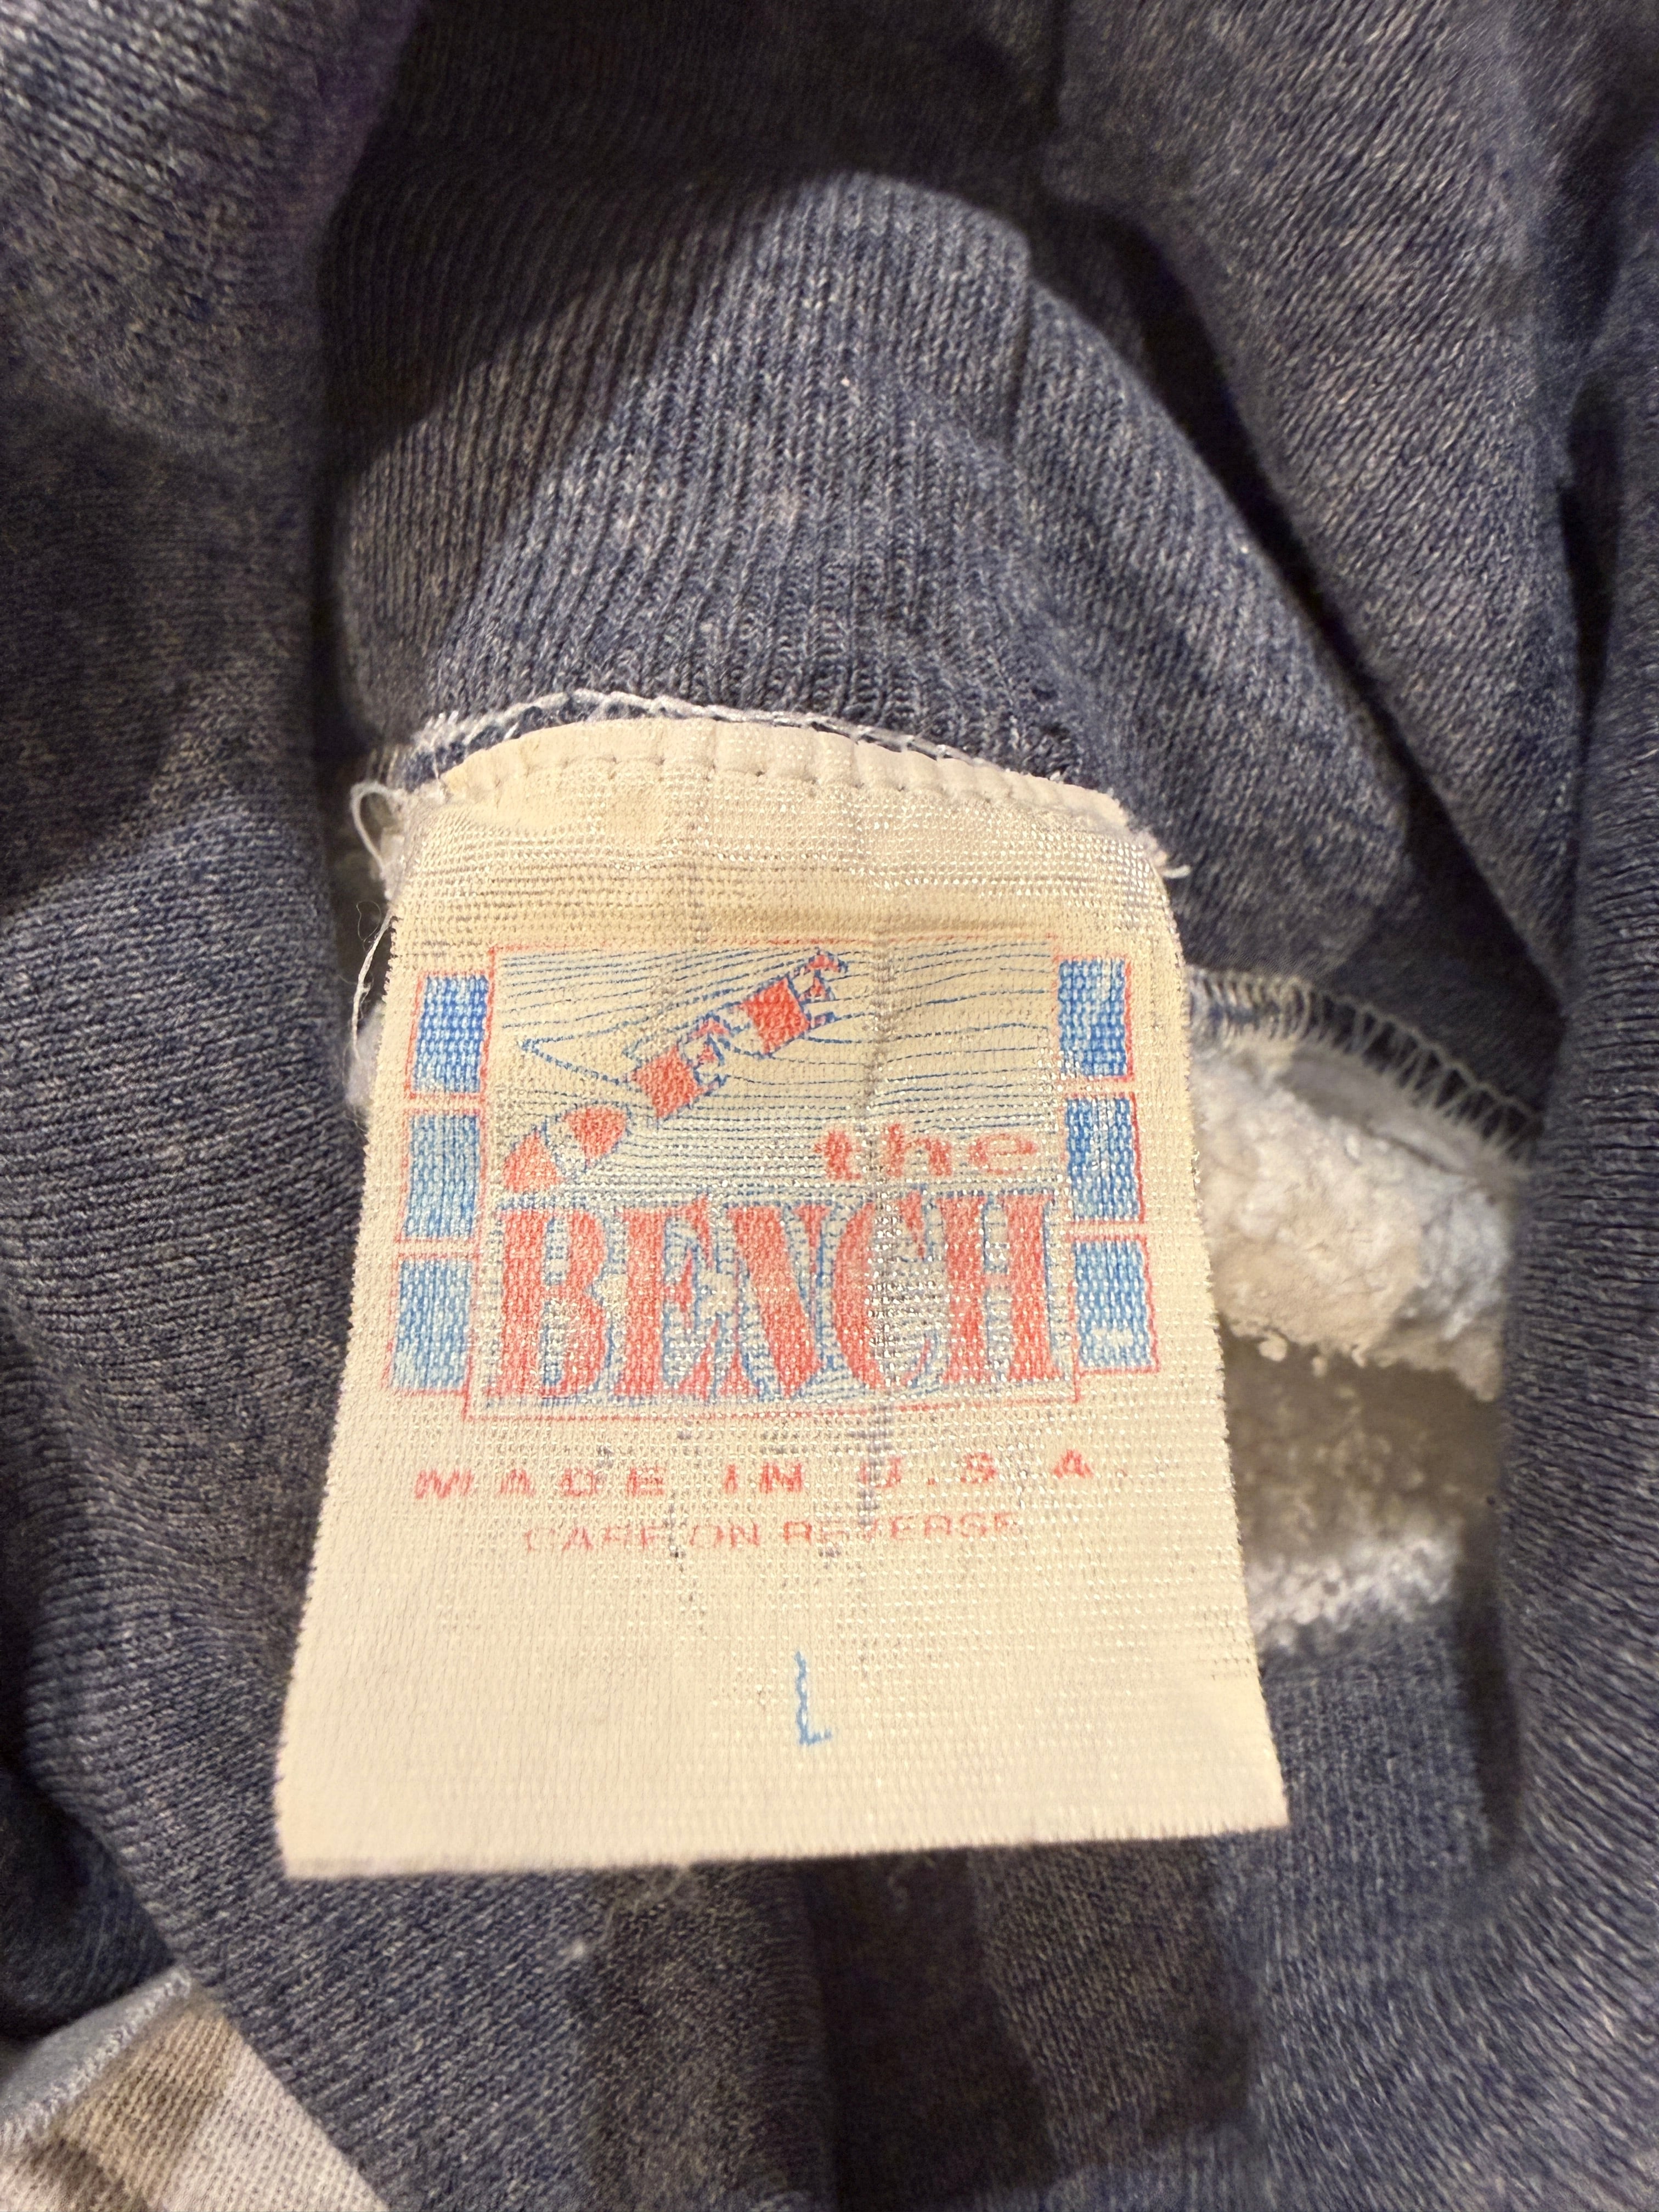 the
BENCH
MADE IN U.S.A.
CARE ON REVERSE
L